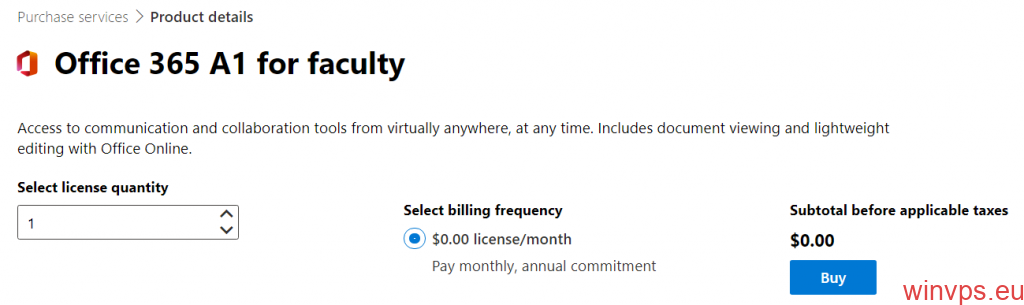 Purchase services > Product details
Office 365 A1 for faculty
Access to communication and collaboration tools from virtually anywhere, at any time. Includes document viewing and lightweight
editing with Office Online.
Select license quantity
1
Select billing frequency
$0.00 license/month
Pay monthly, annual commitment
Subtotal before applicable taxes
$0.00
Buy
winvps.eu